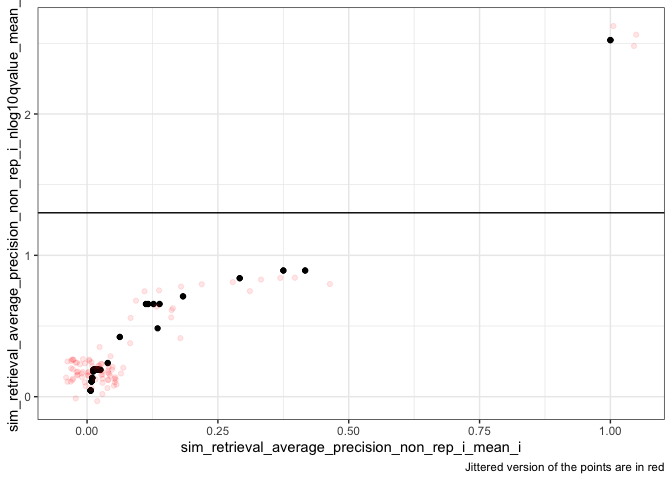 sim_retrieval_average_precision_non_rep_i_nlog10qvalue_mean_
2
1
0
0.00 0.25 0.50 0.75 1.00
sim_retrieval_average_precision_non_rep_i_mean_i
Jittered version of the points are in red